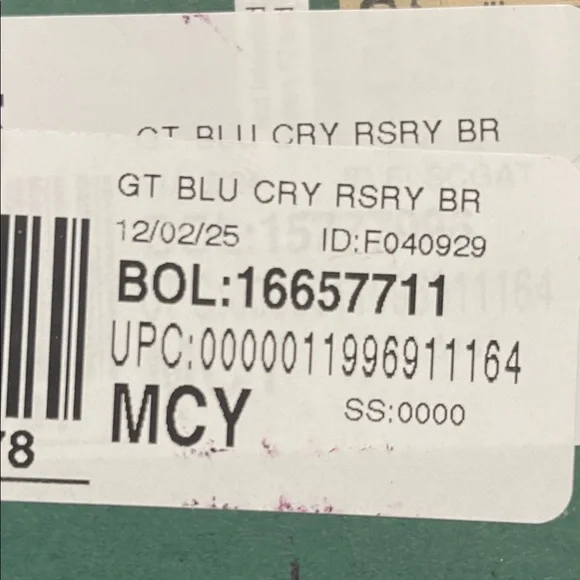 GT BLU CRY RSRY BR
GT BLU CRY RSRY BR
12/02/25 ID:F040929
BOL:16657711
UPC:0000011996911164
MCY SS:0000
78